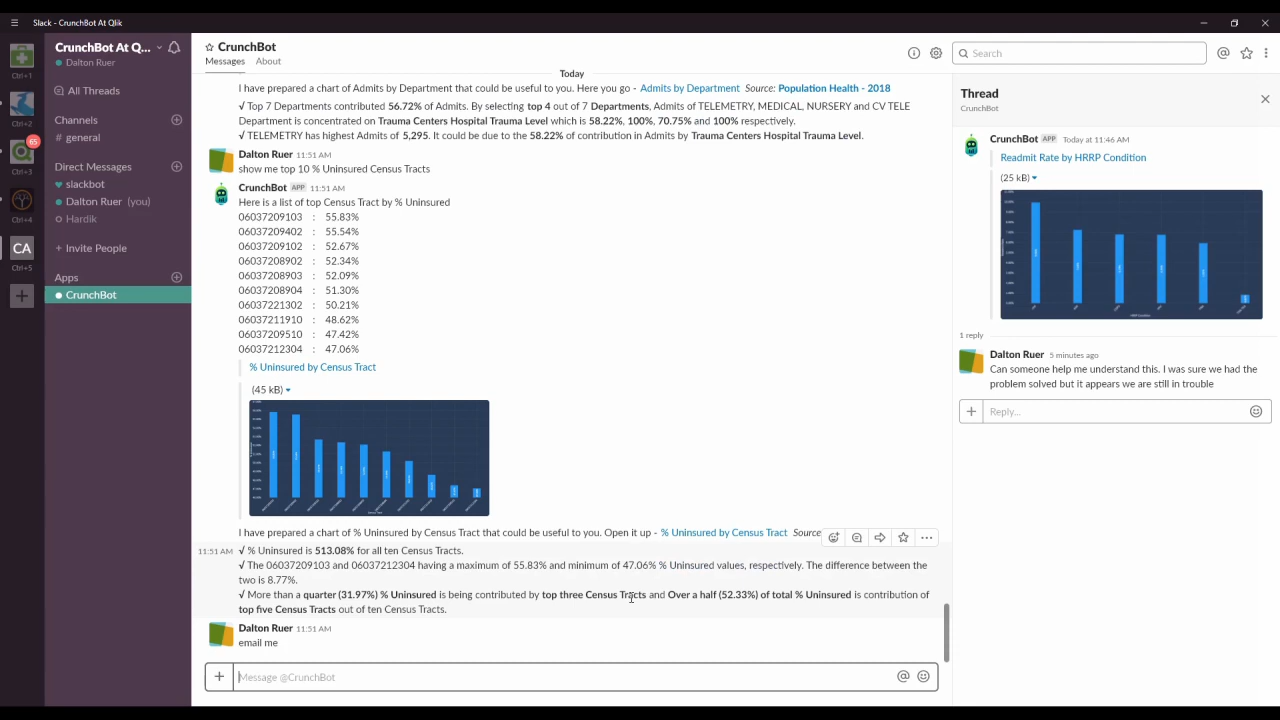 Slack - CrunchBot At Qlik
CrunchBot At Q...
Dalton Ruer
All Threads
Channels
# general
Direct Messages
slackbot
Dalton Ruer (you)
Hardik
+ Invite People
Apps
CrunchBot
Ctrl+1
Ctrl+2
65
Ctrl+3
Ctrl+4
CA
Ctrl+5
CrunchBot
Messages About
Search
Today
I have prepared a chart of Admits by Department that could be useful to you. Here you go - Admits by Department Source: Population Health - 2018
√ Top 7 Departments contributed 56.72% of Admits. By selecting top 4 out of 7 Departments, Admits of TELEMETRY, MEDICAL, NURSERY and CV TELE
Department is concentrated on Trauma Centers Hospital Trauma Level which is 58.22%, 100%, 70.75% and 100% respectively.
√ TELEMETRY has highest Admits of 5,295. It could be due to the 58.22% of contribution in Admits by Trauma Centers Hospital Trauma Level.
Dalton Ruer 11:51 AM
show me top 10 % Uninsured Census Tracts
CrunchBot APP 11:51 AM
Here is a list of top Census Tract by % Uninsured
06037209103 : 55.83%
06037209402 : 55.54%
06037209102 : 52.67%
06037208902 : 52.34%
06037208903 : 52.09%
06037208904 : 51.30%
06037221302 : 50.21%
06037211910 : 48.62%
06037209510 : 47.42%
06037212304 : 47.06%
% Uninsured by Census Tract
(45 kB)
I have prepared a chart of % Uninsured by Census Tract that could be useful to you. Open it up - % Uninsured by Census Tract Source
11:51 AM √ % Uninsured is 513.08% for all ten Census Tracts.
√ The 06037209103 and 06037212304 having a maximum of 55.83% and minimum of 47.06% % Uninsured values, respectively. The difference between the
two is 8.77%.
√ More than a quarter (31.97%) % Uninsured is being contributed by top three Census Tracts and Over a half (52.33%) of total % Uninsured is contribution of
top five Census Tracts out of ten Census Tracts.
Dalton Ruer 11:51 AM
email me
Message @CrunchBot
Thread
CrunchBot
CrunchBot APP Today at 11:46 AM
Readmit Rate by HRRP Condition
(25 kB)
HRRP Condition
1 reply
Dalton Ruer 5 minutes ago
Can someone help me understand this. I was sure we had the
problem solved but it appears we are still in trouble
Reply...